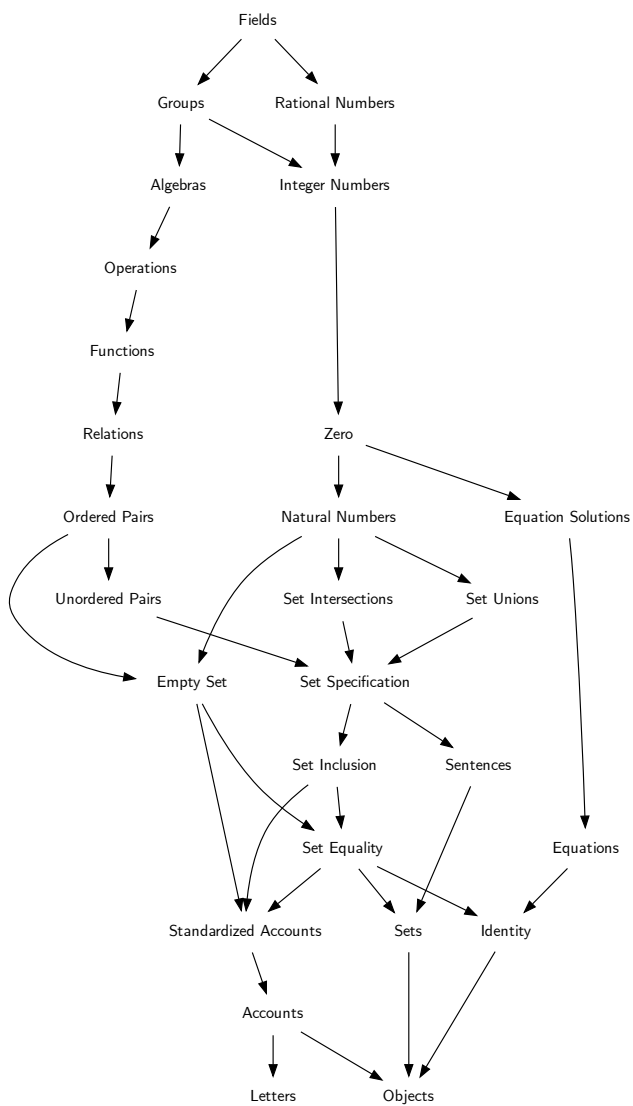 Fields
Groups
Rational Numbers
Algebras
Integer Numbers
Operations
Functions
Relations
Zero
Ordered Pairs
Natural Numbers
Equation Solutions
Unordered Pairs
Set Intersections
Set Unions
Empty Set
Set Specification
Set Inclusion
Sentences
Set Equality
Equations
Standardized Accounts
Sets
Identity
Accounts
Letters
Objects